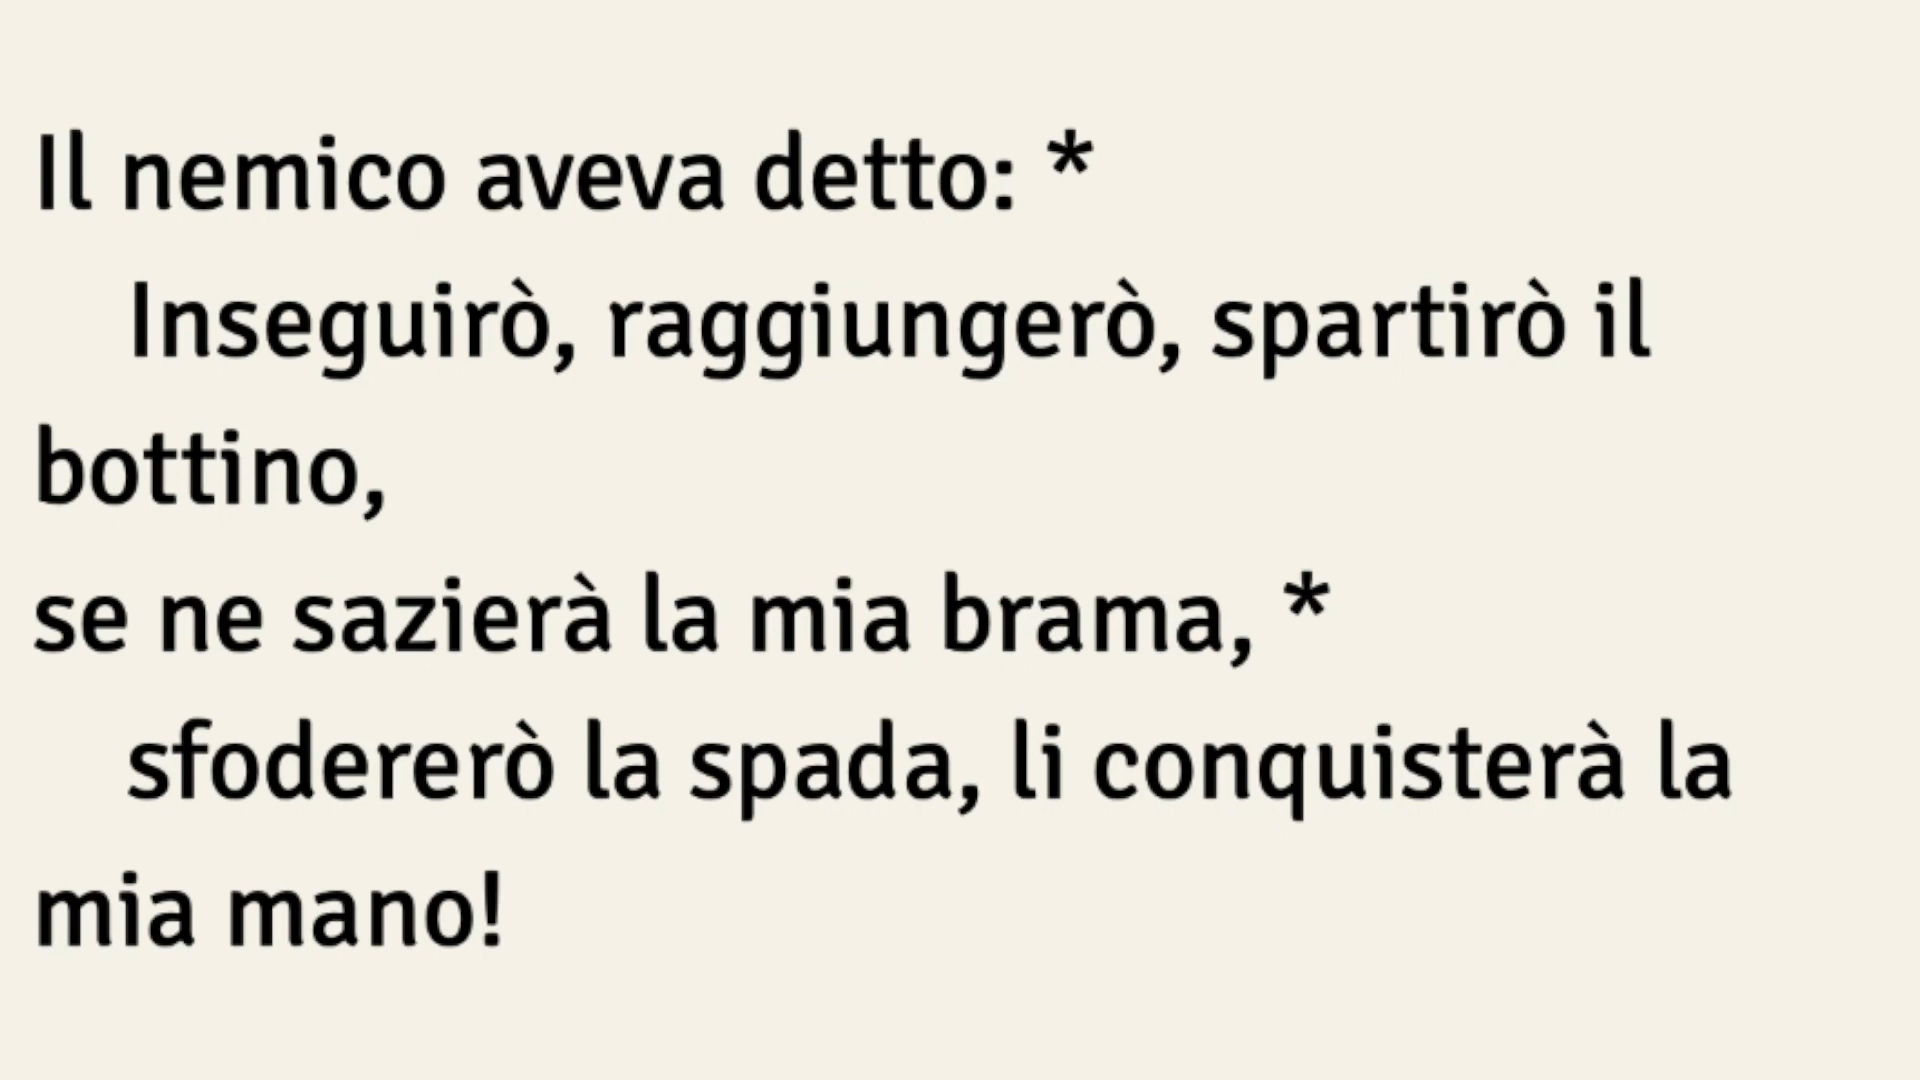 Il nemico aveva detto: *
Inseguirò, raggiungerò, spartirò il
bottino,
se ne sazierà la mia brama, *
sfodererò la spada, li conquisterà la
mia mano!